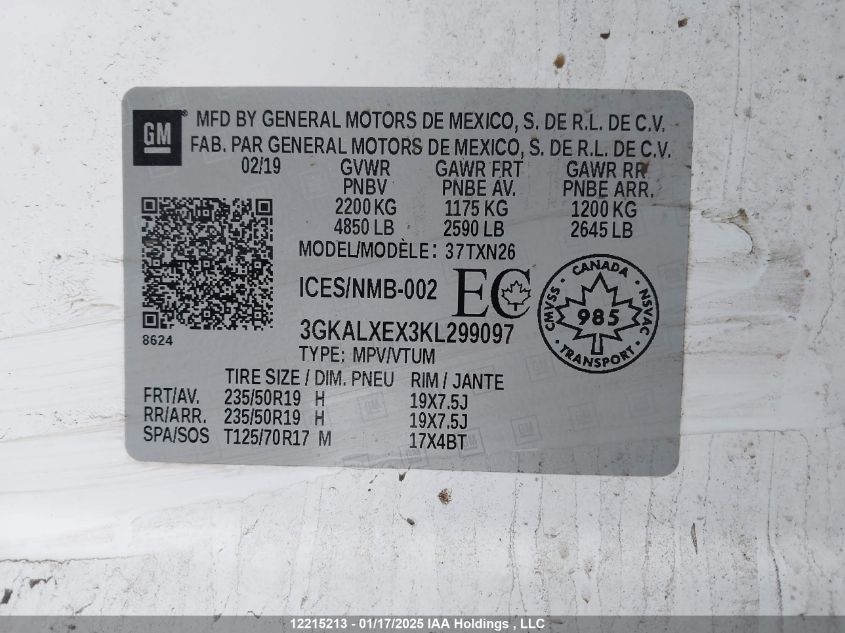 GM
MFD BY GENERAL MOTORS DE MEXICO, S. DE R.L. DE C.V.
FAB. PAR GENERAL MOTORS DE MEXICO, S. DE R.L. DE C.V.
02/19 GVWR GAWR FRT GAWR RR
PNBV PNBE AV. PNBE ARR.
2200 KG 1175 KG 1200 KG
4850 LB 2590 LB 2645 LB
MODEL/MODÈLE: 37TXN26
ICES/NMB-002 EC
CANADA
CMVSS 985 NSVAC
TRANSPORT
8624
3GKALXEX3KL299097
TYPE: MPV/VTUM
TIRE SIZE / DIM. PNEU RIM / JANTE
FRT/AV. 235/50R19 H 19X7.5J
RR/ARR. 235/50R19 H 19X7.5J
SPA/SOS T125/70R17 M 17X4BT
12215213 - 01/17/2025 IAA Holdings , LLC